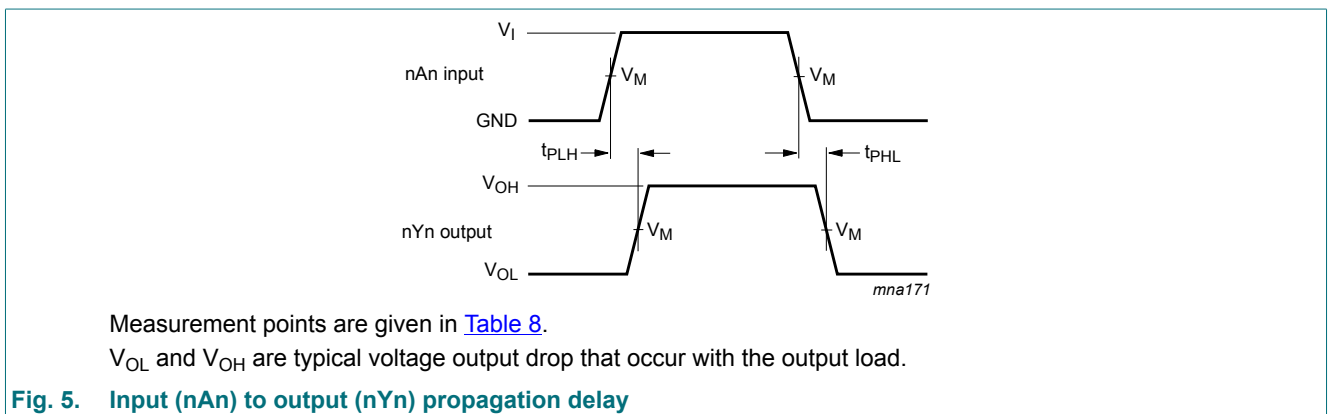 V_I
nAn input
V_M
V_M
GND
t_PLH
t_PHL
V_OH
nYn output
V_M
V_M
V_OL
mna171
Measurement points are given in Table 8.
V_OL and V_OH are typical voltage output drop that occur with the output load.
Fig. 5. Input (nAn) to output (nYn) propagation delay